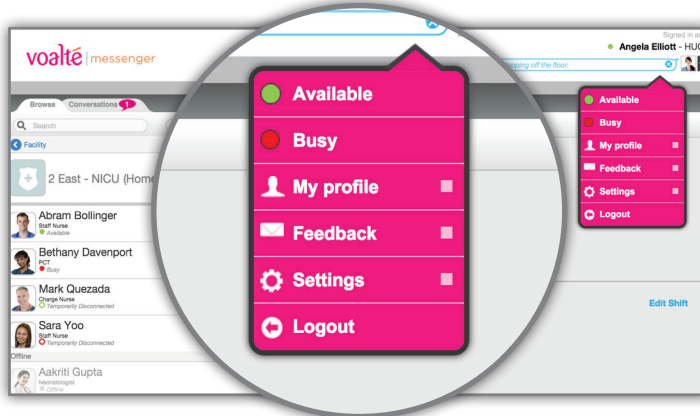 voalté | messenger
Signed in as
Angela Elliott - HUC
pping off the floor.
Browse
Conversations 1
Search
Facility
2 East - NICU (Home
Abram Bollinger
Staff Nurse
Available
Bethany Davenport
PCT
Busy
Mark Quezada
Charge Nurse
Temporarily Disconnected
Sara Yoo
Staff Nurse
Temporarily Disconnected
Offline
Aakriti Gupta
Neonatologist
Offline
Available
Busy
My profile
Feedback
Settings
Logout
Available
Busy
My profile
Feedback
Settings
Logout
Edit Shift